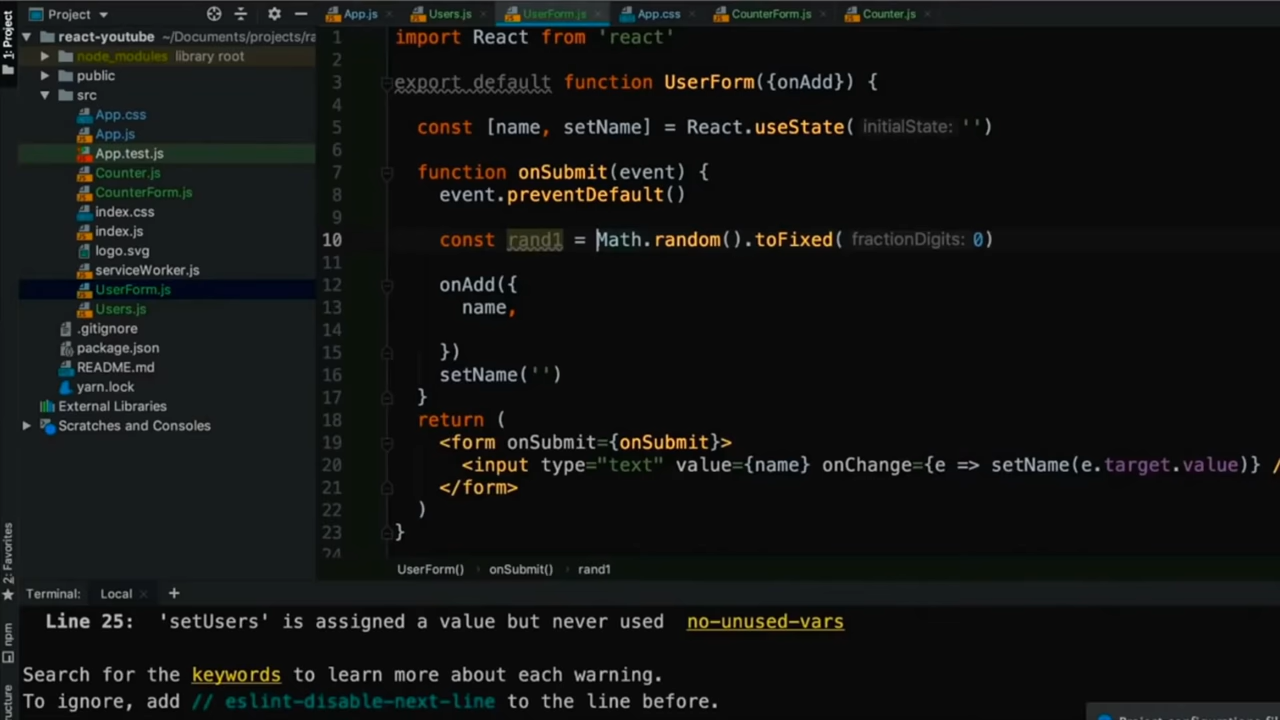 Project
App.js
Users.js
UserForm.js
App.css
CounterForm.js
Counter.js
1: Project
react-youtube ~/Documents/projects/ra
node_modules library root
public
src
App.css
App.js
App.test.js
Counter.js
CounterForm.js
index.css
index.js
logo.svg
serviceWorker.js
UserForm.js
Users.js
.gitignore
package.json
README.md
yarn.lock
External Libraries
Scratches and Consoles
1 import React from 'react'
2
3 export default function UserForm({onAdd}) {
4
5 const [name, setName] = React.useState( initialState: '')
6
7 function onSubmit(event) {
8 event.preventDefault()
9
10 const rand1 = Math.random().toFixed( fractionDigits: 0)
11
12 onAdd({
13 name,
14
15 })
16 setName('')
17 }
18 return (
19 <form onSubmit={onSubmit}>
20 <input type="text" value={name} onChange={e => setName(e.target.value)} /
21 </form>
22 )
23 }
24
UserForm() onSubmit() rand1
2: Favorites
npm
Terminal: Local +
Line 25: 'setUsers' is assigned a value but never used no-unused-vars
Search for the keywords to learn more about each warning.
To ignore, add // eslint-disable-next-line to the line before.